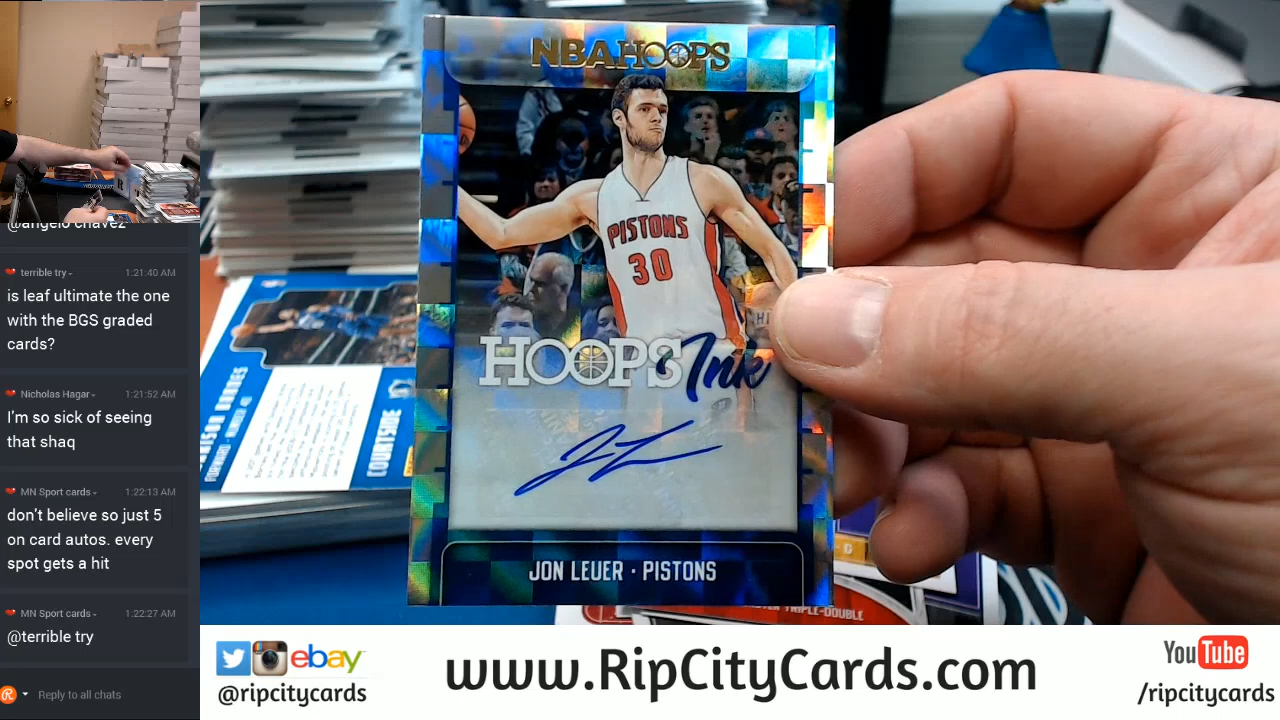 @angelo chavez
terrible try 1:21:40 AM
is leaf ultimate the one
with the BGS graded
cards?
Nicholas Hagar 1:21:52 AM
I'm so sick of seeing
that shaq
MN Sport cards 1:22:13 AM
don't believe so just 5
on card autos. every
spot gets a hit
MN Sport cards 1:22:27 AM
@terrible try
Reply to all chats
NBA HOOPS
PISTONS
30
HOOPS Ink
JON LEUER · PISTONS
COURTSIDE
TRIPLE-DOUBLE
ebay
@ripcitycards
www.RipCityCards.com
YouTube
/ripcitycards